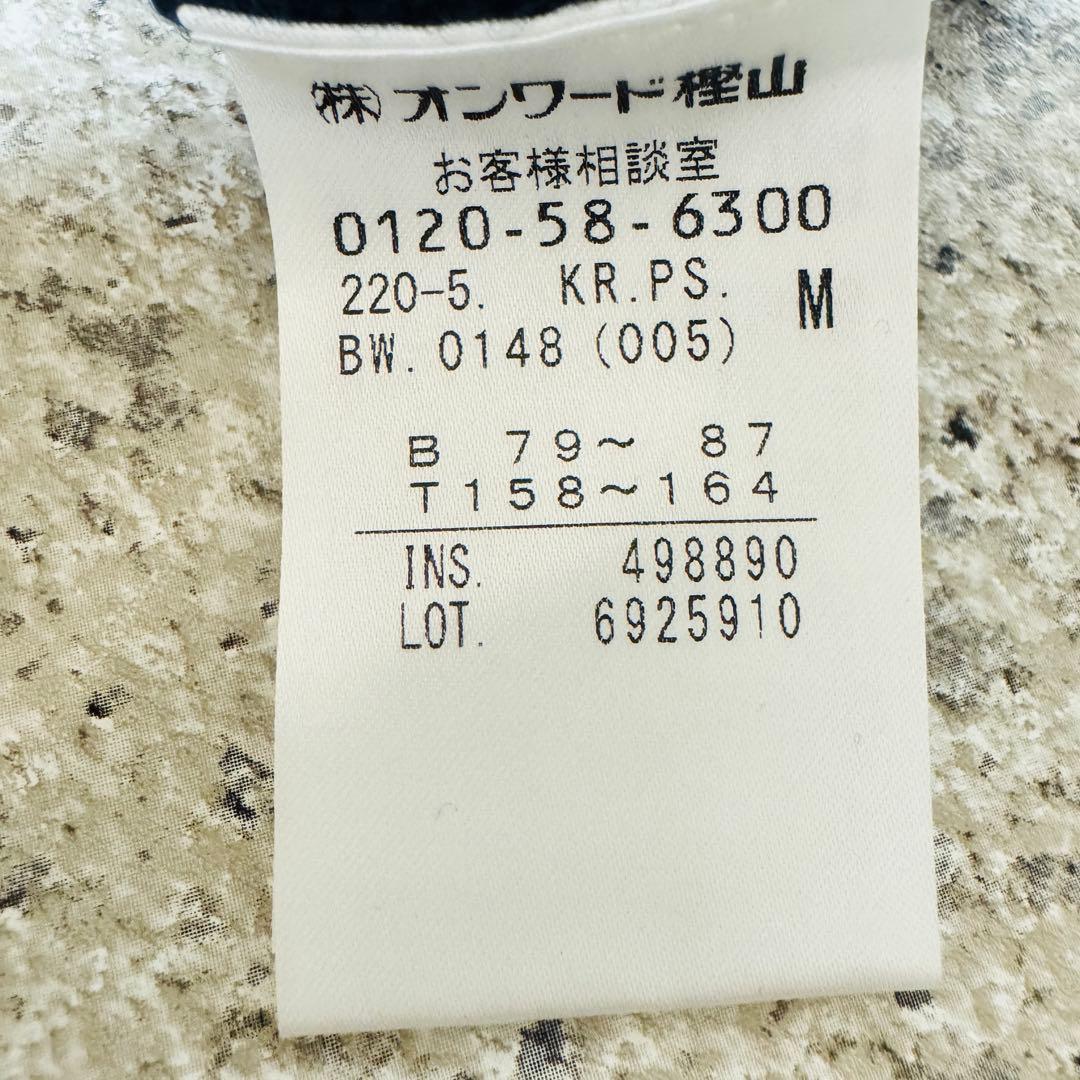 (株)オンワード樫山
お客様相談室
0120-58-6300
220-5. KR.PS. M
BW.0148(005)
B 79~ 87
T158~164
INS. 498890
LOT. 6925910